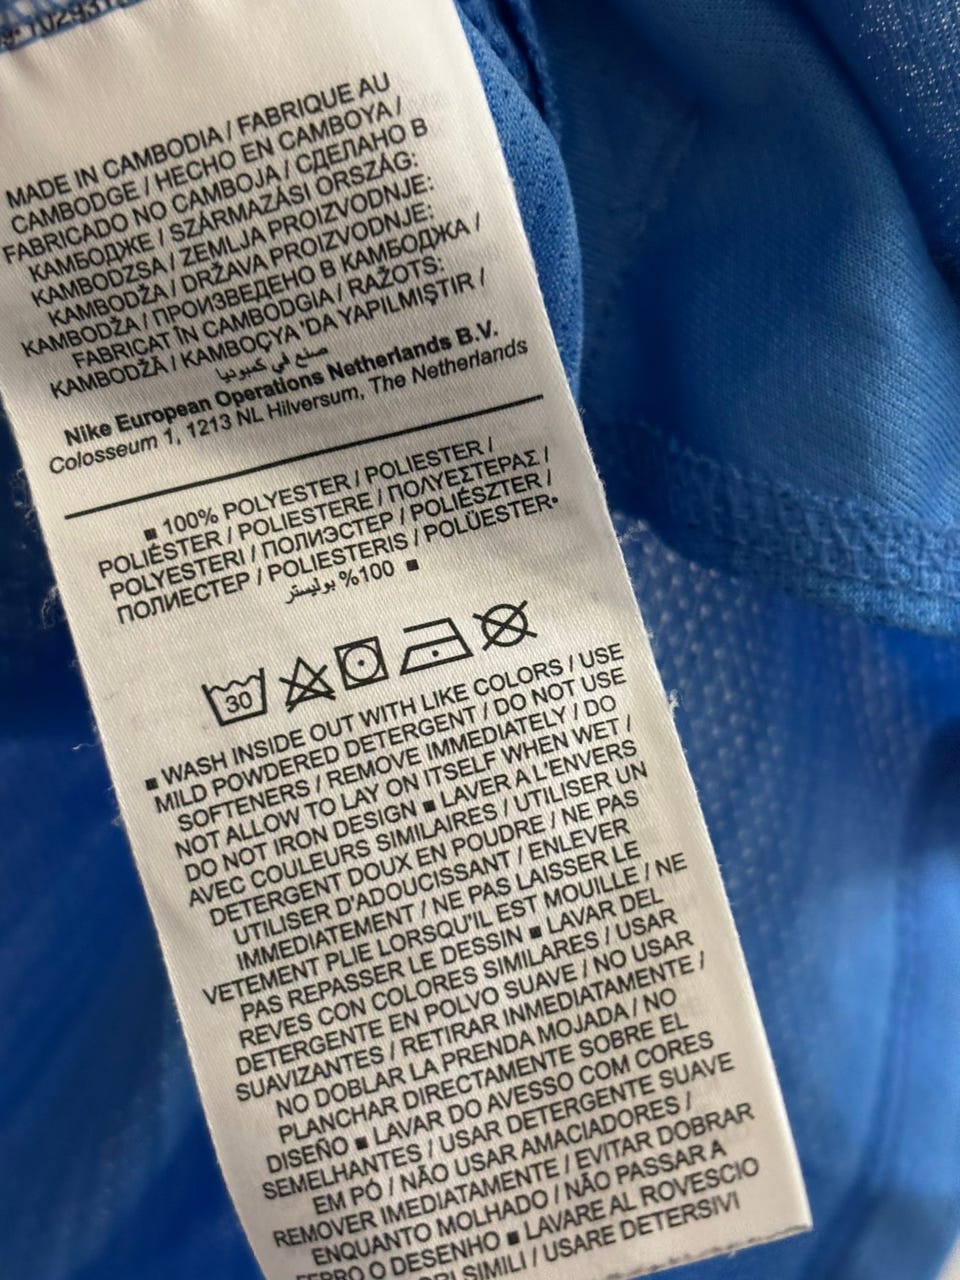 MADE IN CAMBODIA / FABRIQUE AU
CAMBODGE / HECHO EN CAMBOYA /
FABRICADO NO CAMBOJA / СДЕЛАНО В
КАМБОДЖЕ / SZÁRMAZÁSI ORSZÁG:
KAMBODZSA / ZEMLJA PROIZVODNJE:
KAMBODŽA / DRŽAVA PROIZVODNJE:
KAMBODŽA / ПРОИЗВЕДЕНО В КАМБОДЖА /
FABRICAT ÎN CAMBODGIA / RAŽOTS:
KAMBODŽĀ / KAMBOÇYA'DA YAPILMIŞTIR /
صنع في كمبوديا
Nike European Operations Netherlands B.V.
Colosseum 1, 1213 NL Hilversum, The Netherlands
■ 100% POLYESTER / POLIESTER /
POLIÉSTER / POLIESTERE / ΠΟΛΥΕΣΤΕΡΑΣ /
POLYESTERI / ПОЛИЭСТЕР / POLIÉSZTER /
ПОЛИЕСТЕР / POLIESTERIS / POLÜESTER•
100% بوليستر ■
30
■ WASH INSIDE OUT WITH LIKE COLORS / USE
MILD POWDERED DETERGENT / DO NOT USE
SOFTENERS / REMOVE IMMEDIATELY / DO
NOT ALLOW TO LAY ON ITSELF WHEN WET /
DO NOT IRON DESIGN ■ LAVER A L'ENVERS
AVEC COULEURS SIMILAIRES / UTILISER UN
DETERGENT DOUX EN POUDRE / NE PAS
UTILISER D'ADOUCISSANT / ENLEVER
IMMEDIATEMENT / NE PAS LAISSER LE
VETEMENT PLIE LORSQU'IL EST MOUILLE / NE
PAS REPASSER LE DESSIN ■ LAVAR DEL
REVES CON COLORES SIMILARES / USAR
DETERGENTE EN POLVO SUAVE / NO USAR
SUAVIZANTES / RETIRAR INMEDIATAMENTE /
NO DOBLAR LA PRENDA MOJADA / NO
PLANCHAR DIRECTAMENTE SOBRE EL
DISEÑO ■ LAVAR DO AVESSO COM CORES
SEMELHANTES / USAR DETERGENTE SUAVE
EM PÓ / NÃO USAR AMACIADORES /
REMOVER IMEDIATAMENTE / EVITAR DOBRAR
ENQUANTO MOLHADO / NÃO PASSAR A
FERRO O DESENHO ■ LAVARE AL ROVESCIO
SIMILI / USARE DETERSIVI